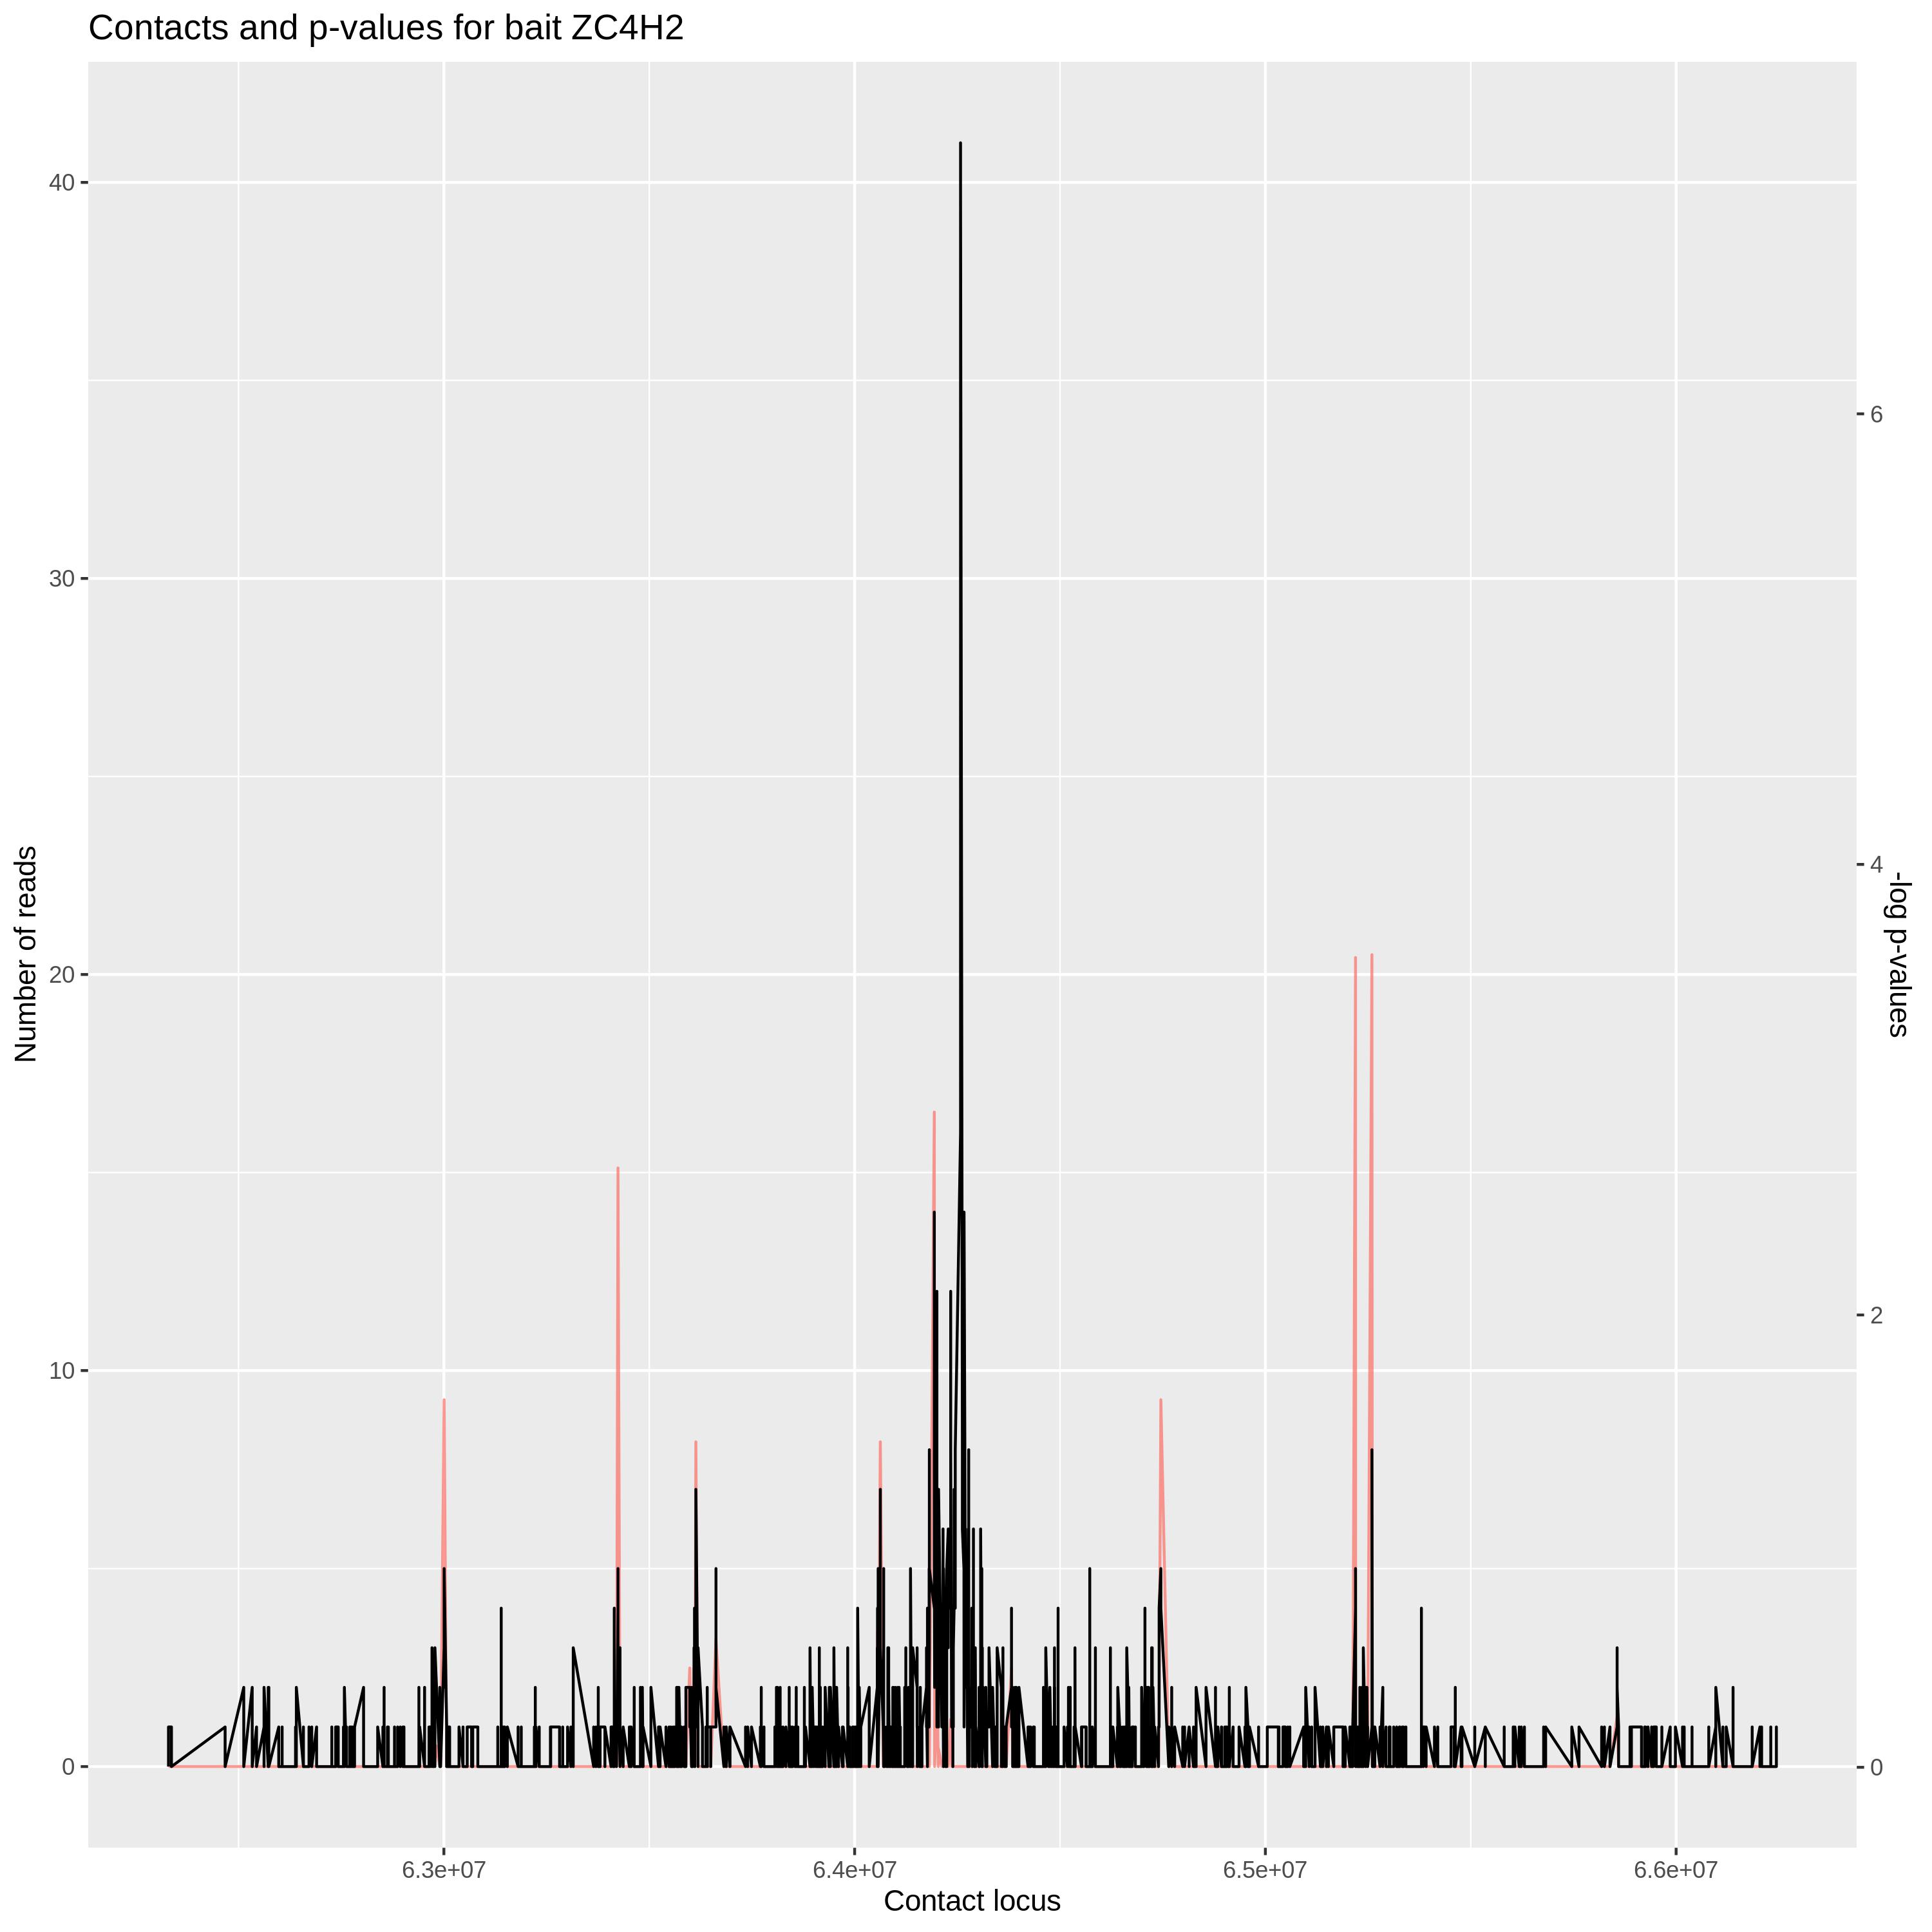 Contacts and p-values for bait ZC4H2
40
30
20
10
0
Number of reads
6
4
2
0
-log p-values
6.3e+07
6.4e+07
6.5e+07
6.6e+07
Contact locus